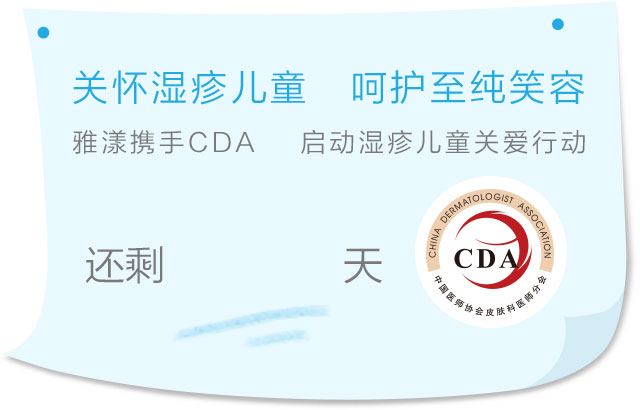 关怀湿疹儿童 呵护至纯笑容
雅漾携手CDA 启动湿疹儿童关爱行动
还剩 天
CHINA DERMATOLOGIST ASSOCIATION
CDA
中国医师协会皮肤科医师分会